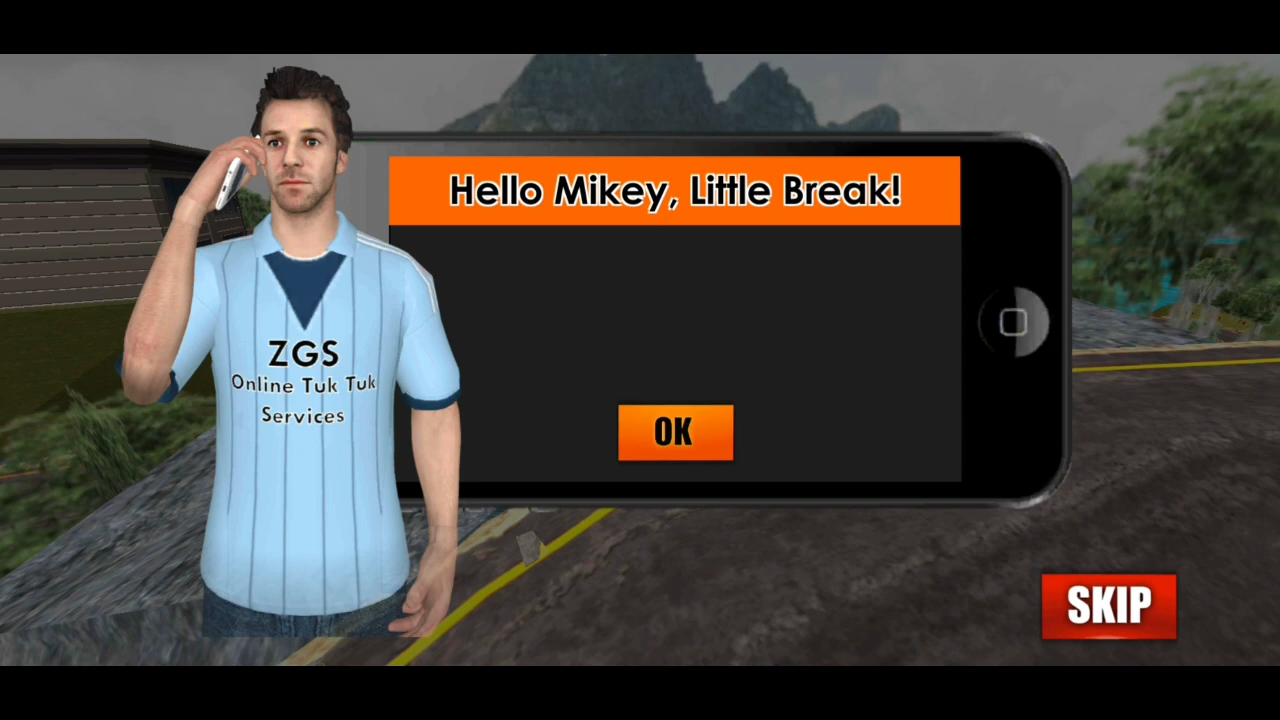 Hello Mikey, Little Break!
ZGS
Online Tuk Tuk
Services
OK
SKIP